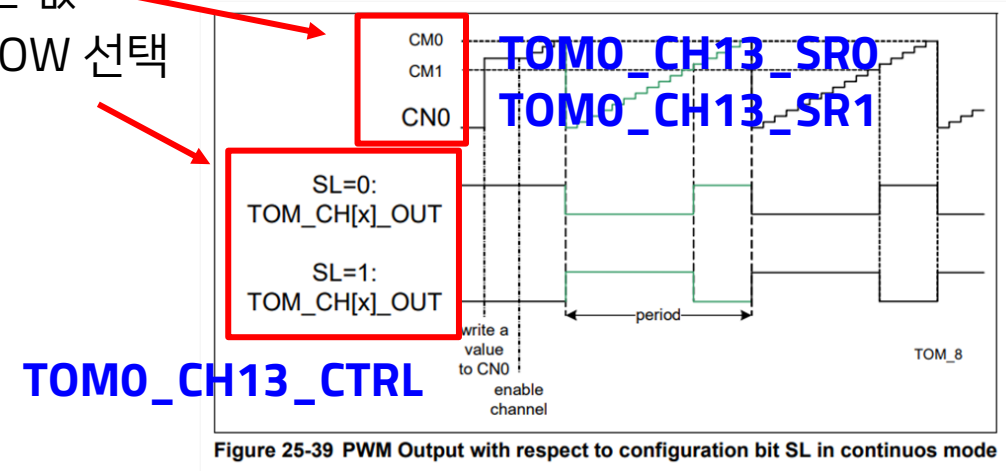 값
OW 선택
CM0
CM1
CN0
TOM0_CH13_SR0
TOM0_CH13_SR1
SL=0:
TOM_CH[x]_OUT
SL=1:
TOM_CH[x]_OUT
period
write a
value
to CN0
enable
channel
TOM_8
TOM0_CH13_CTRL
Figure 25-39 PWM Output with respect to configuration bit SL in continuos mode